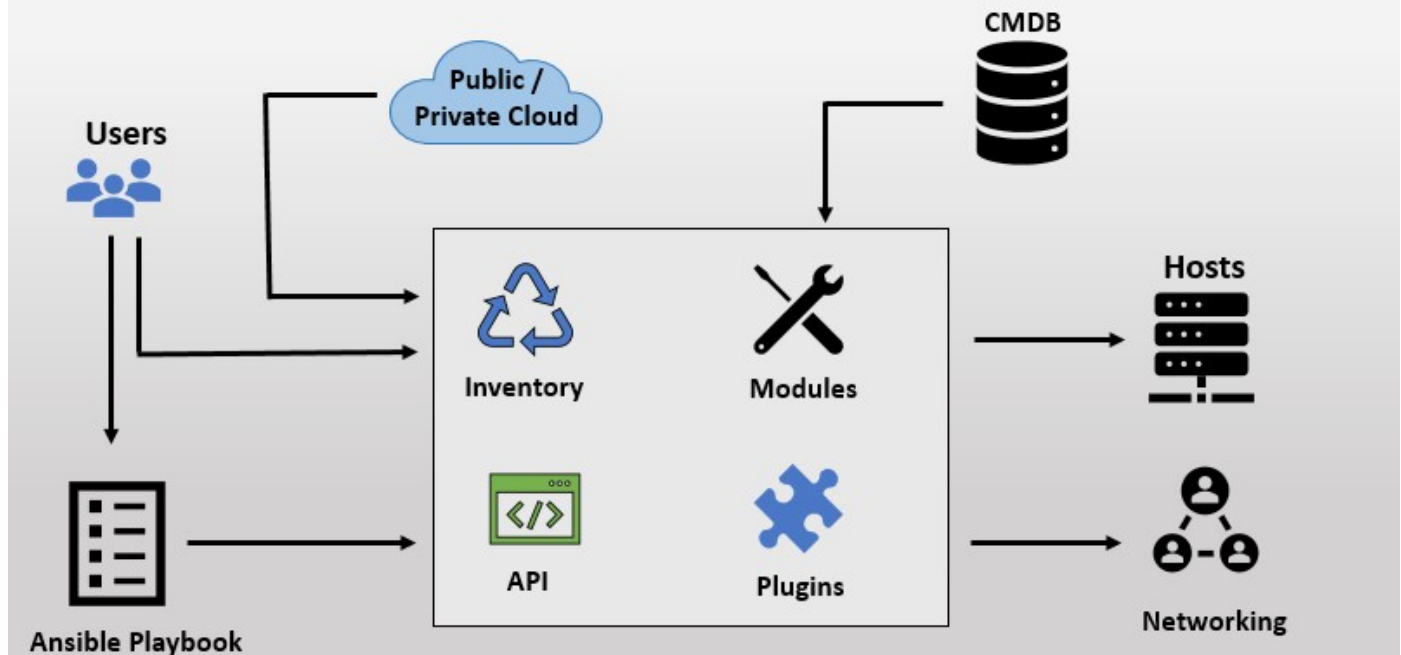 CMDB
Public /
Private Cloud
Users
Hosts
Inventory
Modules
</>
API
Plugins
Networking
Ansible Playbook